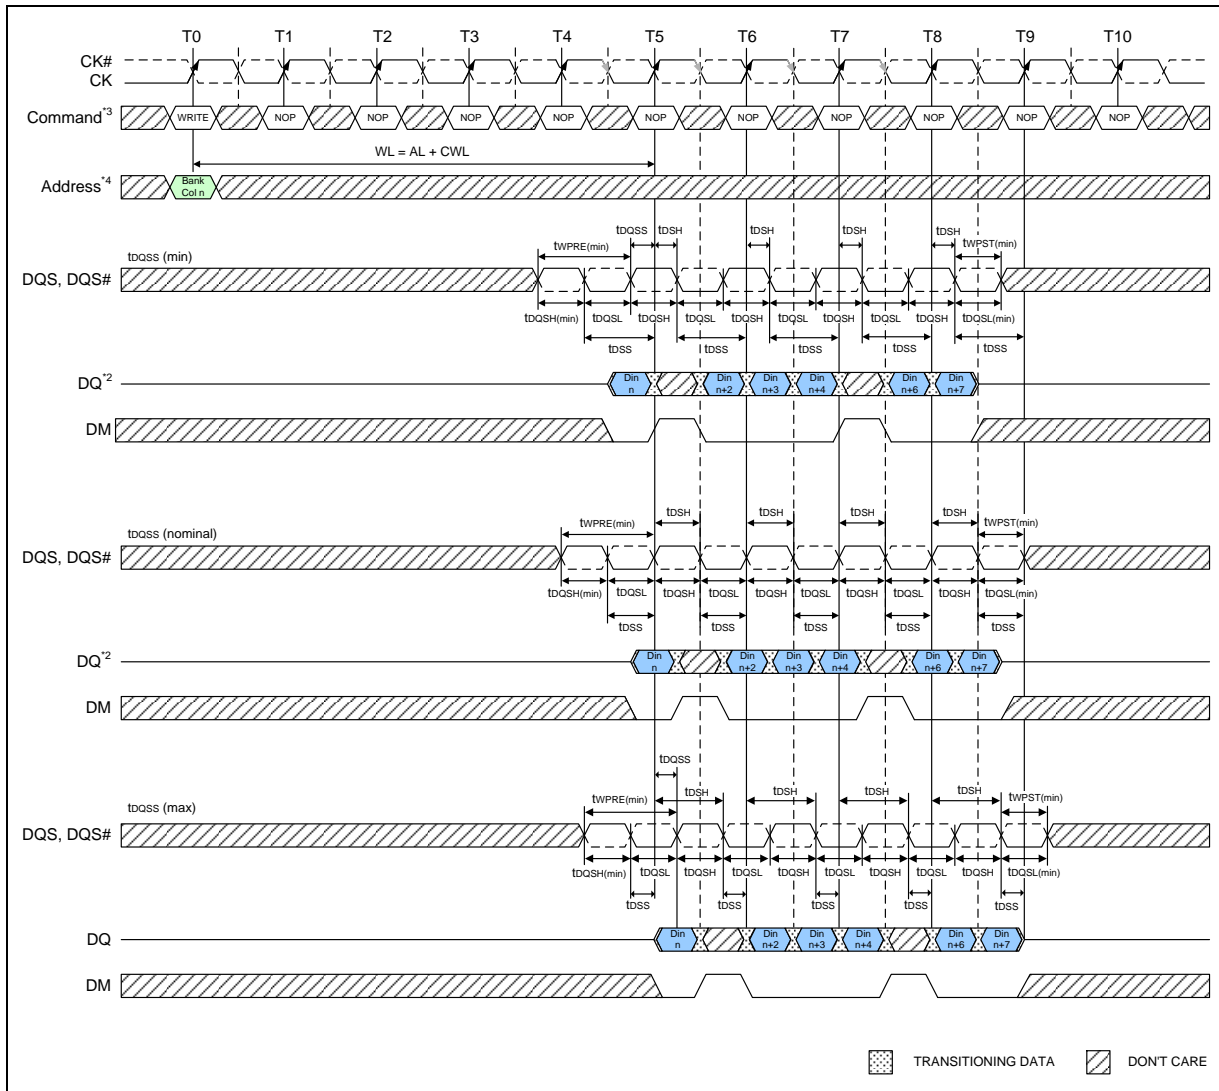 T0 T1 T2 T3 T4 T5 T6 T7 T8 T9 T10
CK#
CK
Command*3 WRITE NOP NOP NOP NOP NOP NOP NOP NOP NOP NOP
WL = AL + CWL
Address*4 Bank Col n
tDQSS tDSH tDSH tDSH tDSH
tWPRE(min) tWPST(min)
tDQSS (min)
DQS, DQS#
tDQSH(min) tDQSL tDQSH tDQSL tDQSH tDQSL tDQSH tDQSL tDQSH tDQSL(min)
tDSS tDSS tDSS tDSS tDSS
DQ*2 Din n Din n+2 Din n+3 Din n+4 Din n+6 Din n+7
DM
tDSH tDSH tDSH tDSH
tWPRE(min) tWPST(min)
tDQSS (nominal)
DQS, DQS#
tDQSH(min) tDQSL tDQSH tDQSL tDQSH tDQSL tDQSH tDQSL tDQSH tDQSL(min)
tDSS tDSS tDSS tDSS tDSS
DQ*2 Din n Din n+2 Din n+3 Din n+4 Din n+6 Din n+7
DM
tDQSS
tDSH tDSH tDSH tDSH
tWPRE(min) tWPST(min)
tDQSS (max)
DQS, DQS#
tDQSH(min) tDQSL tDQSH tDQSL tDQSH tDQSL tDQSH tDQSL tDQSH tDQSL(min)
tDSS tDSS tDSS tDSS tDSS
DQ Din n Din n+2 Din n+3 Din n+4 Din n+6 Din n+7
DM
TRANSITIONING DATA DON'T CARE